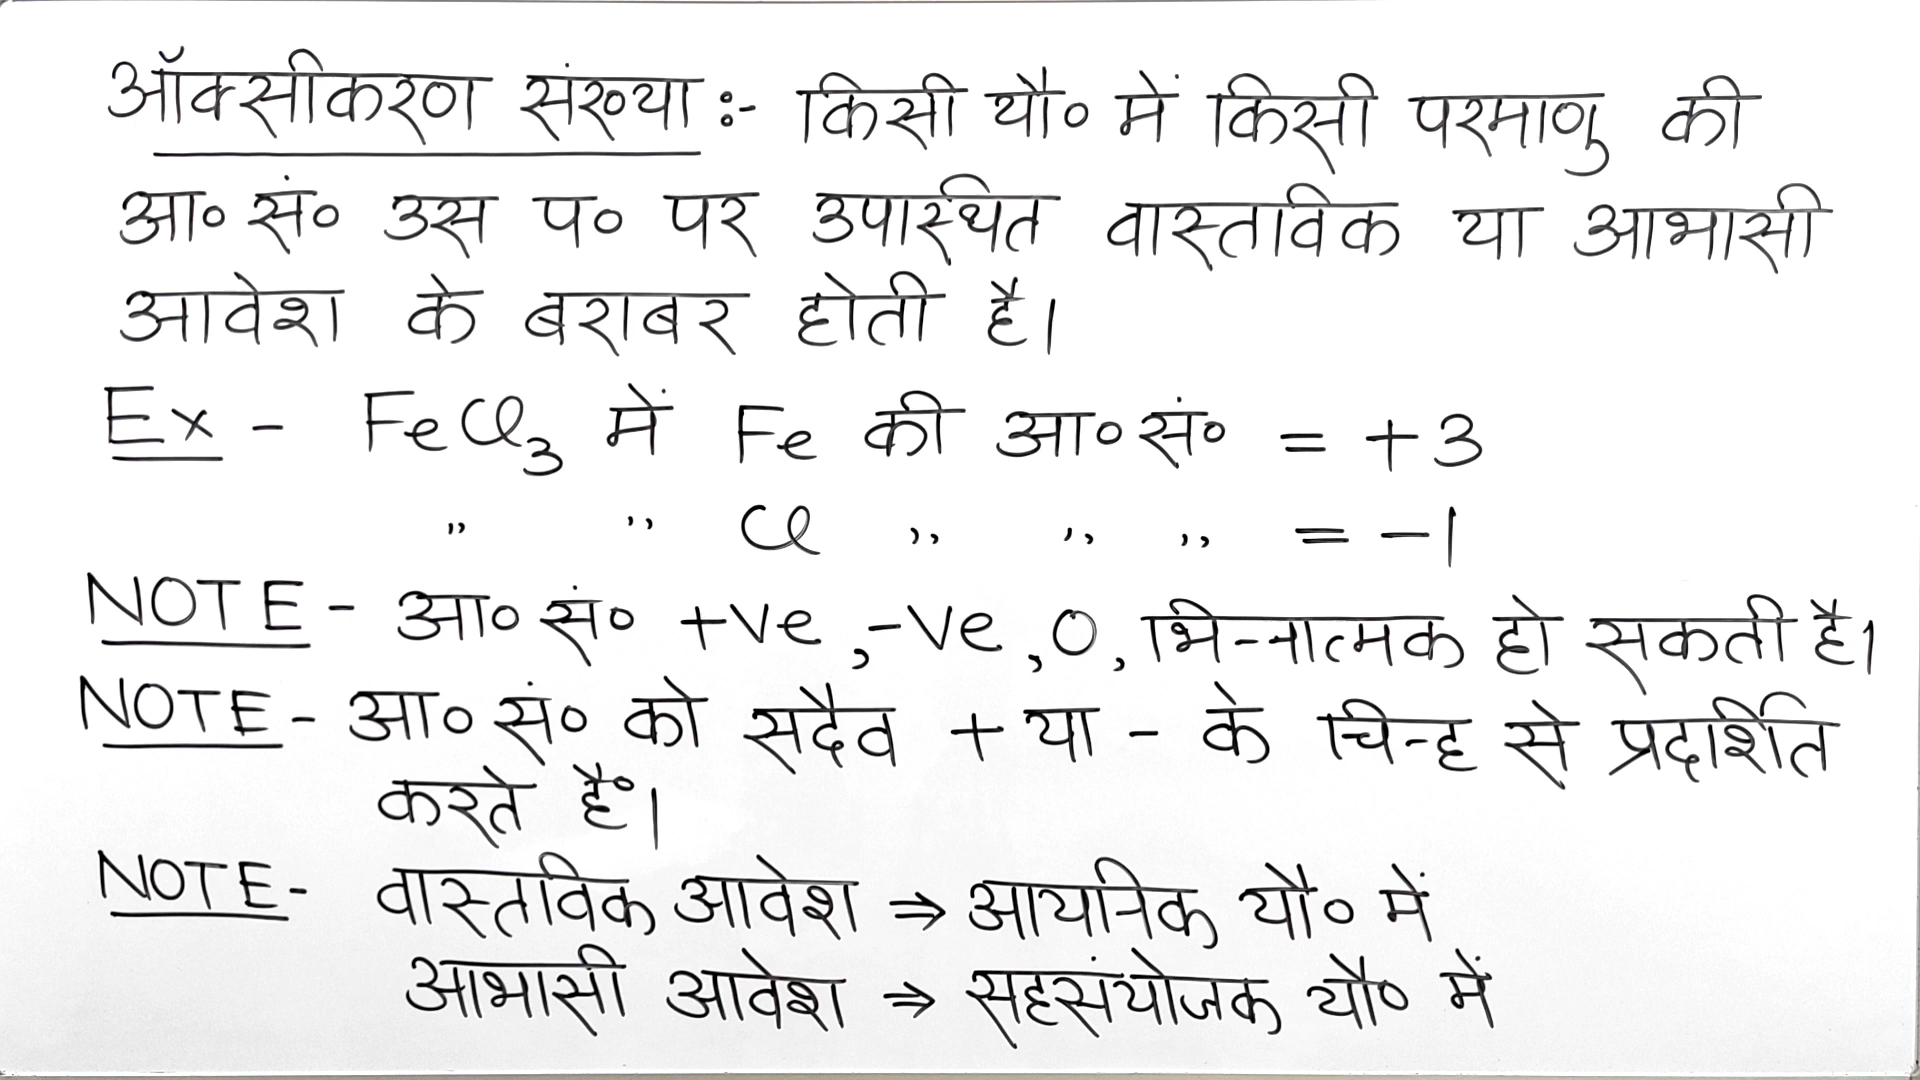 ऑक्सीकरण संख्या :- किसी यौ० में किसी परमाणु की
आ० सं० उस प० पर उपस्थित वास्तविक या आभासी
आवेश के बराबर होती है।
Ex - FeCl₃ में Fe की आ० सं० = +3
" " Cl " " " = -1
NOTE - आ० सं० +ve, -ve, 0, भिन्नात्मक हो सकती है।
NOTE - आ० सं० को सदैव + या - के चिन्ह से प्रदर्शित
करते हैं।
NOTE - वास्तविक आवेश ⇒ आयनिक यौ० में
आभासी आवेश ⇒ सहसंयोजक यौ० में